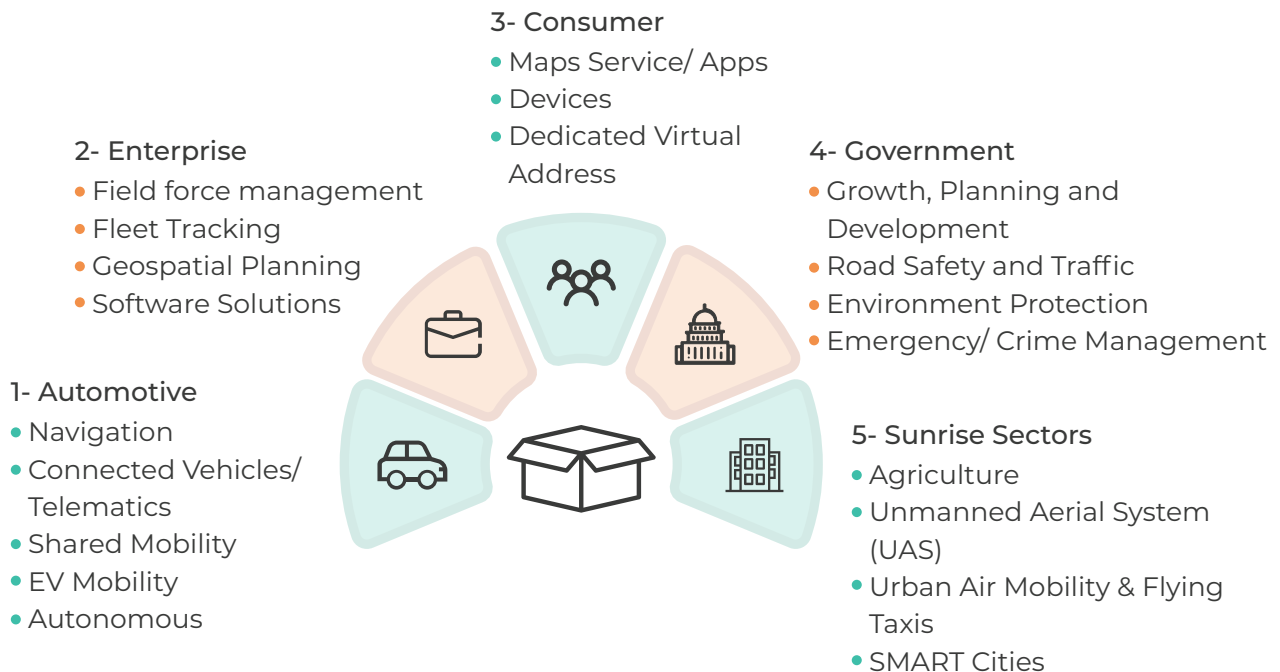 3- Consumer
Maps Service/ Apps
Devices
Dedicated Virtual
Address
2- Enterprise
Field force management
Fleet Tracking
Geospatial Planning
Software Solutions
4- Government
Growth, Planning and
Development
Road Safety and Traffic
Environment Protection
Emergency/ Crime Management
1- Automotive
Navigation
Connected Vehicles/
Telematics
Shared Mobility
EV Mobility
Autonomous
5- Sunrise Sectors
Agriculture
Unmanned Aerial System
(UAS)
Urban Air Mobility & Flying
Taxis
SMART Cities